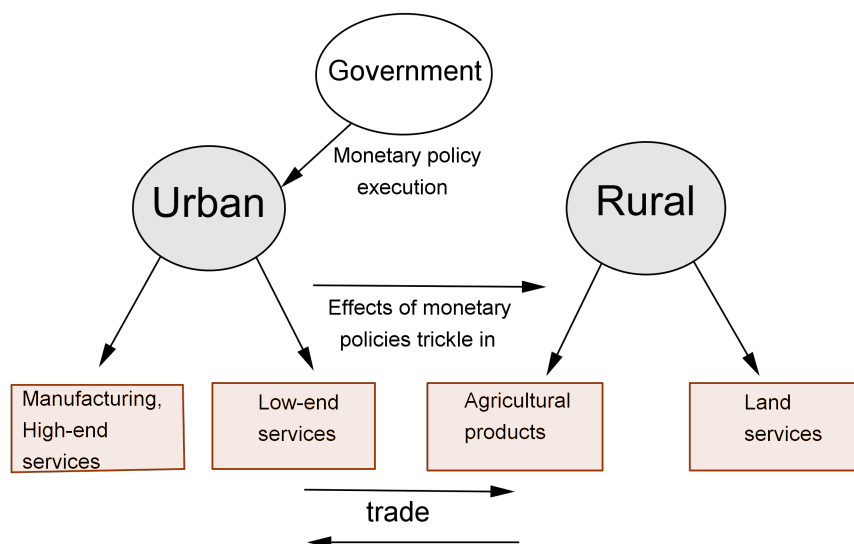 Government
Monetary policy
execution
Urban
Rural
Effects of monetary
policies trickle in
Manufacturing,
High-end
services
Low-end
services
Agricultural
products
Land
services
trade